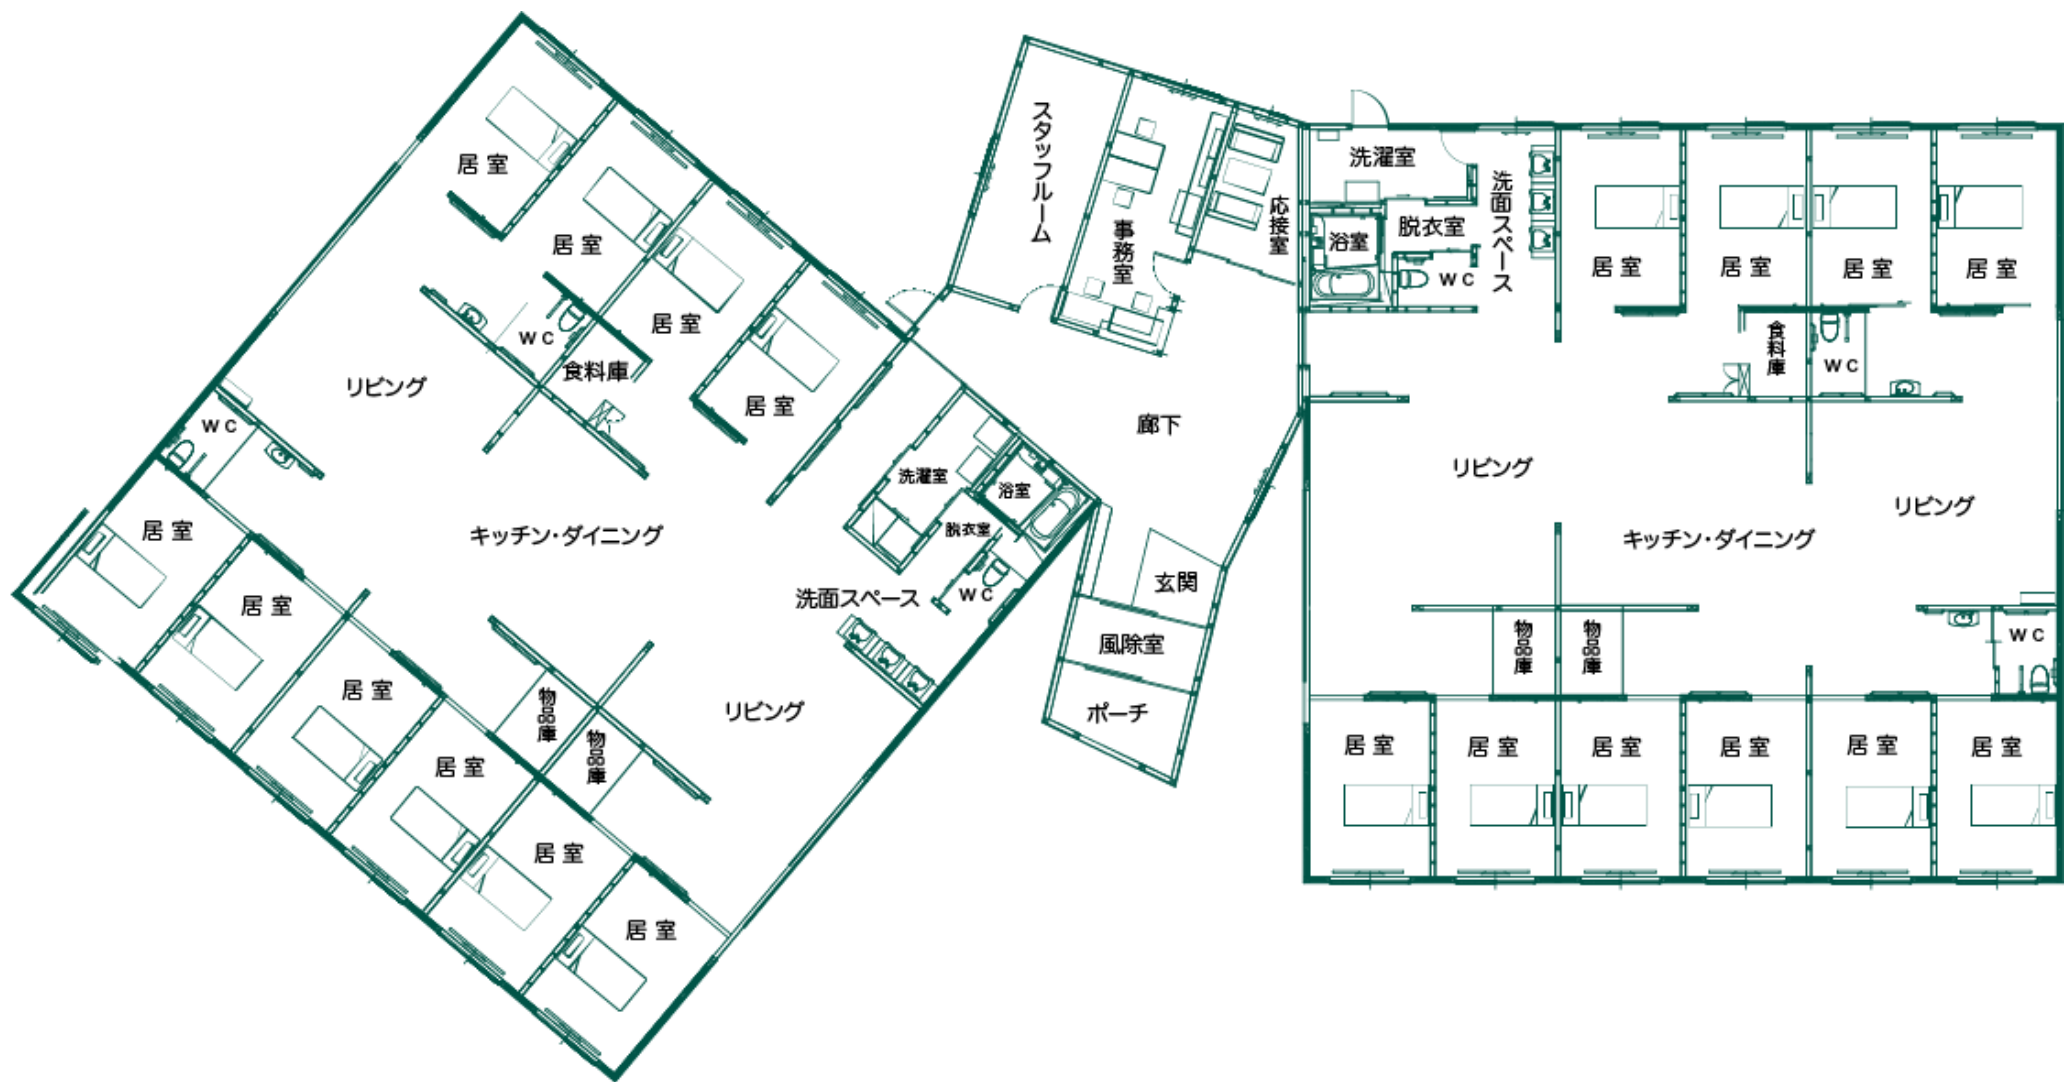 居室
居室
居室
居室
WC
食料庫
リビング
WC
居室
居室
居室
居室
居室
居室
キッチン・ダイニング
物品庫
物品庫
リビング
洗面スペース
洗濯室
脱衣室
浴室
WC
スタッフルーム
事務室
応接室
廊下
玄関
風除室
ポーチ
洗濯室
脱衣室
浴室
WC
洗面スペース
居室
居室
居室
居室
食料庫
WC
リビング
キッチン・ダイニング
リビング
物品庫
物品庫
WC
居室
居室
居室
居室
居室
居室